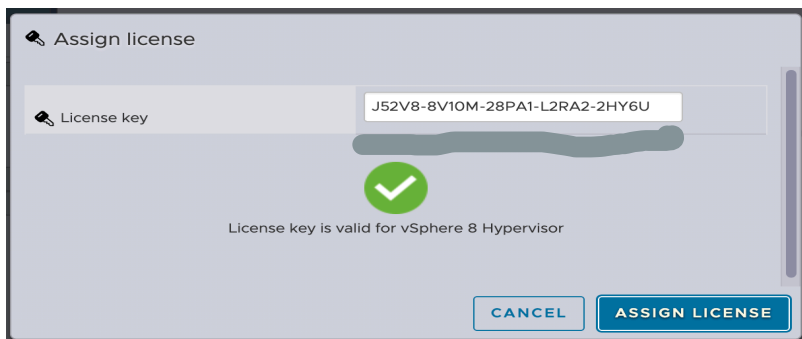 Assign license
License key
J52V8-8V10M-28PA1-L2RA2-2HY6U
License key is valid for vSphere 8 Hypervisor
CANCEL
ASSIGN LICENSE